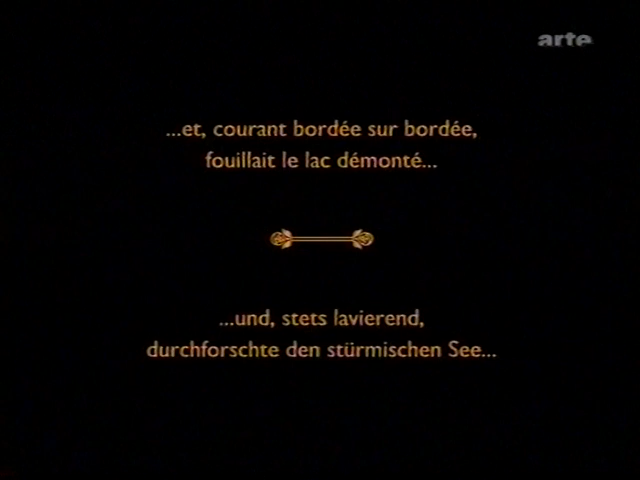 arte
...et, courant bordée sur bordée,
fouillait le lac démonté...
...und, stets lavierend,
durchforschte den stürmischen See...